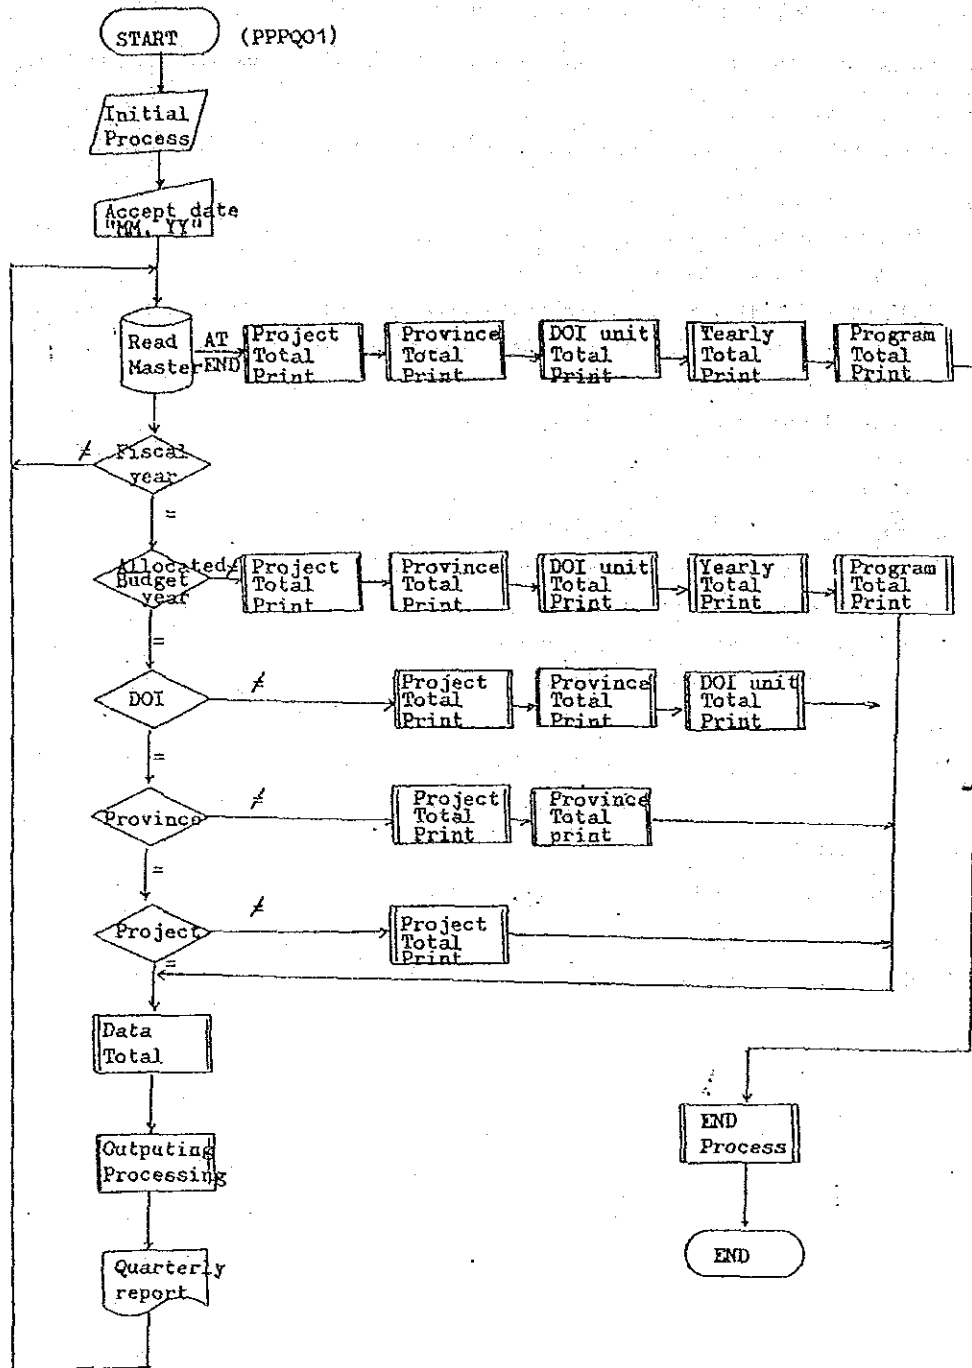 START (PPPQ01)
Initial
Process
Accept date
"MM, YY"
Read
Master
AT
END
Project
Total
Print
Province
Total
Print
DOI unit
Total
Print
Yearly
Total
Print
Program
Total
Print
≠
Fiscal
year
=
Allocated
Budget
year
≠
Project
Total
Print
Province
Total
Print
DOI unit
Total
Print
Yearly
Total
Print
Program
Total
Print
=
DOI
≠
Project
Total
Print
Province
Total
Print
DOI unit
Total
Print
=
Province
≠
Project
Total
Print
Province
Total
print
=
Project
≠
Project
Total
Print
=
Data
Total
Outputing
Processing
Quarterly
report
END
Process
END